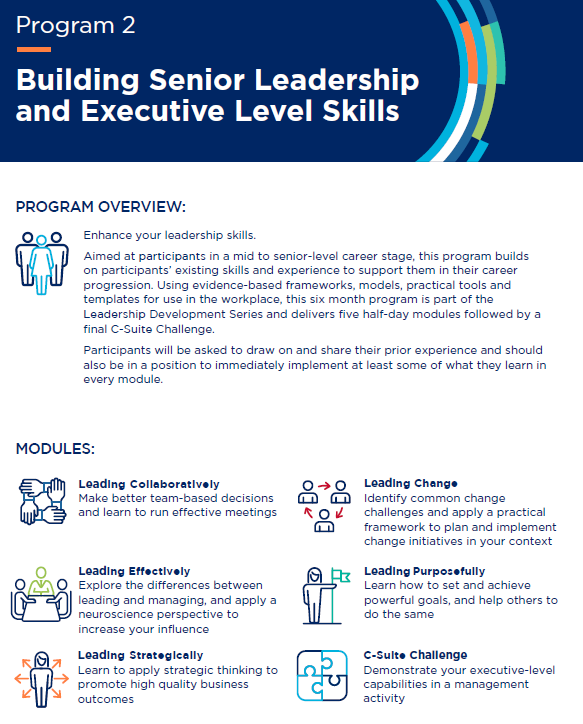 Program 2
Building Senior Leadership
and Executive Level Skills
PROGRAM OVERVIEW:
Enhance your leadership skills.
Aimed at participants in a mid to senior-level career stage, this program builds
on participants' existing skills and experience to support them in their career
progression. Using evidence-based frameworks, models, practical tools and
templates for use in the workplace, this six month program is part of the
Leadership Development Series and delivers five half-day modules followed by a
final C-Suite Challenge.
Participants will be asked to draw on and share their prior experience and should
also be in a position to immediately implement at least some of what they learn in
every module.
MODULES:
Leading Collaboratively
Make better team-based decisions
and learn to run effective meetings
Leading Change
Identify common change
challenges and apply a practical
framework to plan and implement
change initiatives in your context
Leading Effectively
Explore the differences between
leading and managing, and apply a
neuroscience perspective to
increase your influence
Leading Purposefully
Learn how to set and achieve
powerful goals, and help others to
do the same
Leading Strategically
Learn to apply strategic thinking to
promote high quality business
outcomes
C-Suite Challenge
Demonstrate your executive-level
capabilities in a management
activity